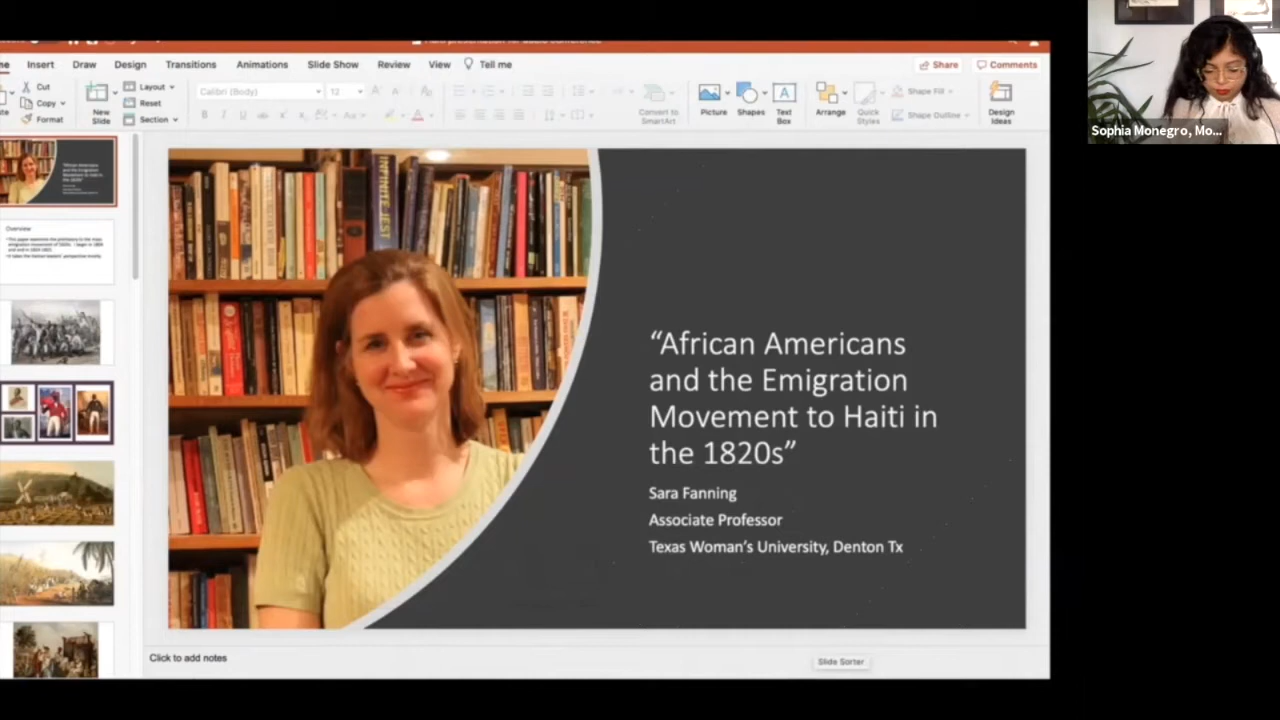 Insert Draw Design Transitions Animations Slide Show Review View Tell me Share Comments
Cut
Copy
Format
New
Slide
Layout
Reset
Section
Calibri (Body) 12
Convert to
SmartArt
Picture
Shapes
Text
Box
Arrange
Quick
Styles
Shape Fill
Shape Outline
Design
Ideas
Sophia Monegro, Mo...
Overview
INFINITE JEST
“African Americans
and the Emigration
Movement to Haiti in
the 1820s”
Sara Fanning
Associate Professor
Texas Woman’s University, Denton Tx
Click to add notes
Slide Sorter